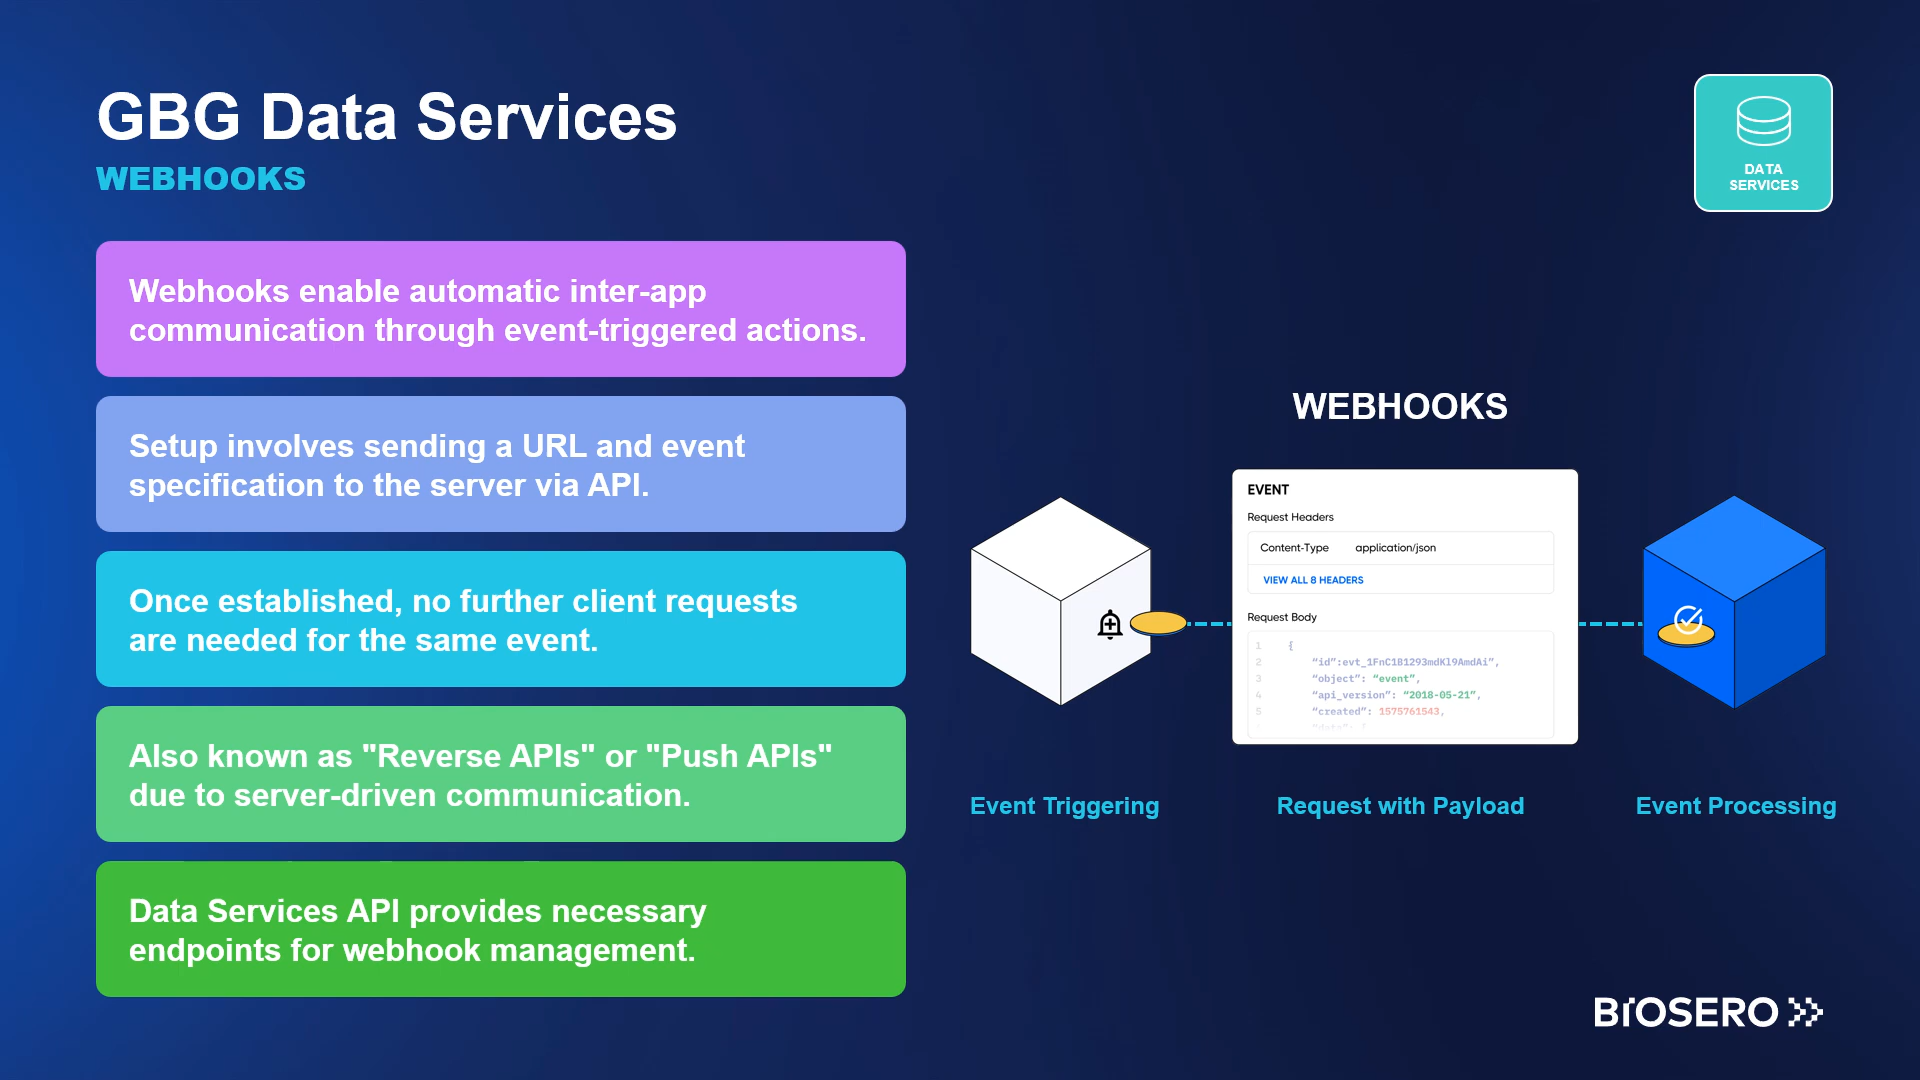 GBG Data Services
WEBHOOKS
DATA
SERVICES
Webhooks enable automatic inter-app
communication through event-triggered actions.
Setup involves sending a URL and event
specification to the server via API.
Once established, no further client requests
are needed for the same event.
Also known as "Reverse APIs" or "Push APIs"
due to server-driven communication.
Data Services API provides necessary
endpoints for webhook management.
WEBHOOKS
EVENT
Request Headers
Content-Type application/json
VIEW ALL 8 HEADERS
Request Body
1 {
2 “id”:evt_1FnC1B1293mdKl9AmdAi”,
3 “object”: “event”,
4 “api_version”: “2018-05-21”,
5 “created”: 1575761543,
“data”: {
Event Triggering
Request with Payload
Event Processing
BIOSERO